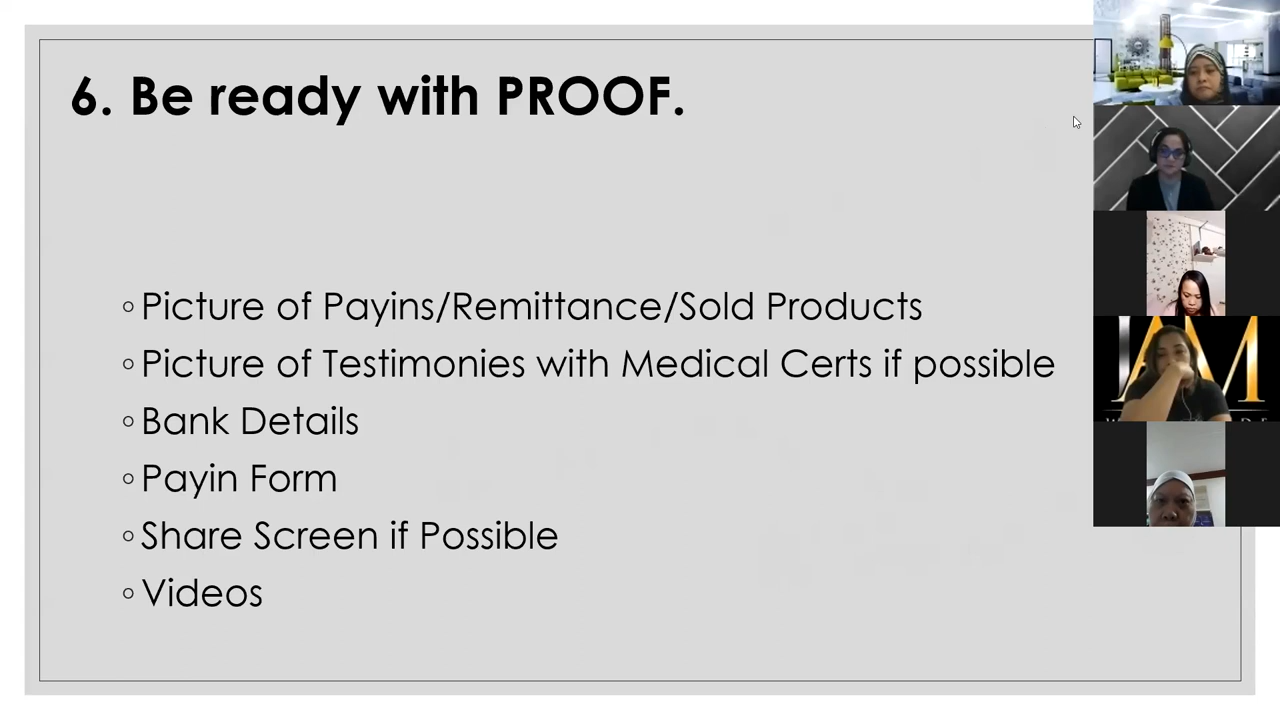 6. Be ready with PROOF.
◦Picture of Payins/Remittance/Sold Products
◦Picture of Testimonies with Medical Certs if possible
◦Bank Details
◦Payin Form
◦Share Screen if Possible
◦Videos